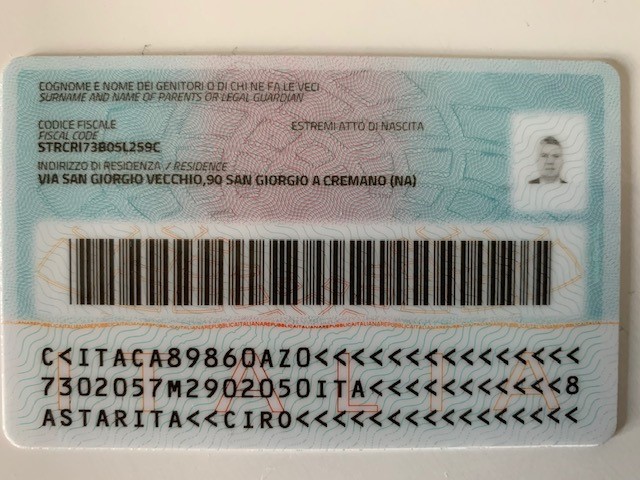 COGNOME E NOME DEI GENITORI O DI CHI NE FA LE VECI
SURNAME AND NAME OF PARENTS OR LEGAL GUARDIAN
CODICE FISCALE
FISCAL CODE
STRCRI73B05L259C
ESTREMI ATTO DI NASCITA
INDIRIZZO DI RESIDENZA / RESIDENCE
VIA SAN GIORGIO VECCHIO,90 SAN GIORGIO A CREMANO (NA)
C<ITACA89860AZ0<<<<<<<<<<<<<<<
7302057M2902050ITA<<<<<<<<<<<8
ASTARITA<<CIRO<<<<<<<<<<<<<<<<
ITALIA